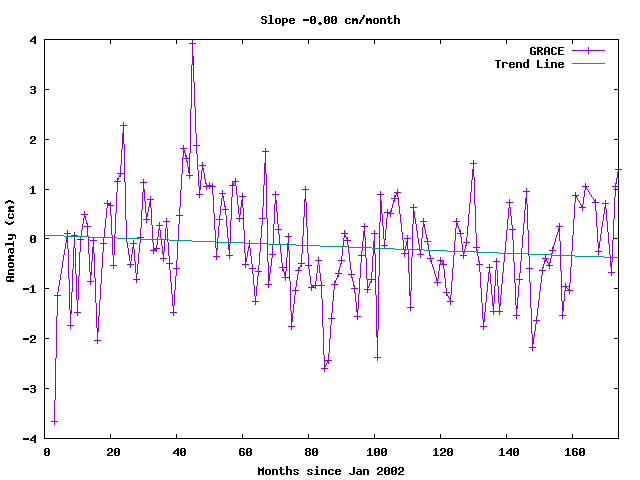 Slope -0.00 cm/month
GRACE
Trend Line
4
3
2
1
0
-1
-2
-3
-4
Anomaly (cm)
0 20 40 60 80 100 120 140 160
Months since Jan 2002